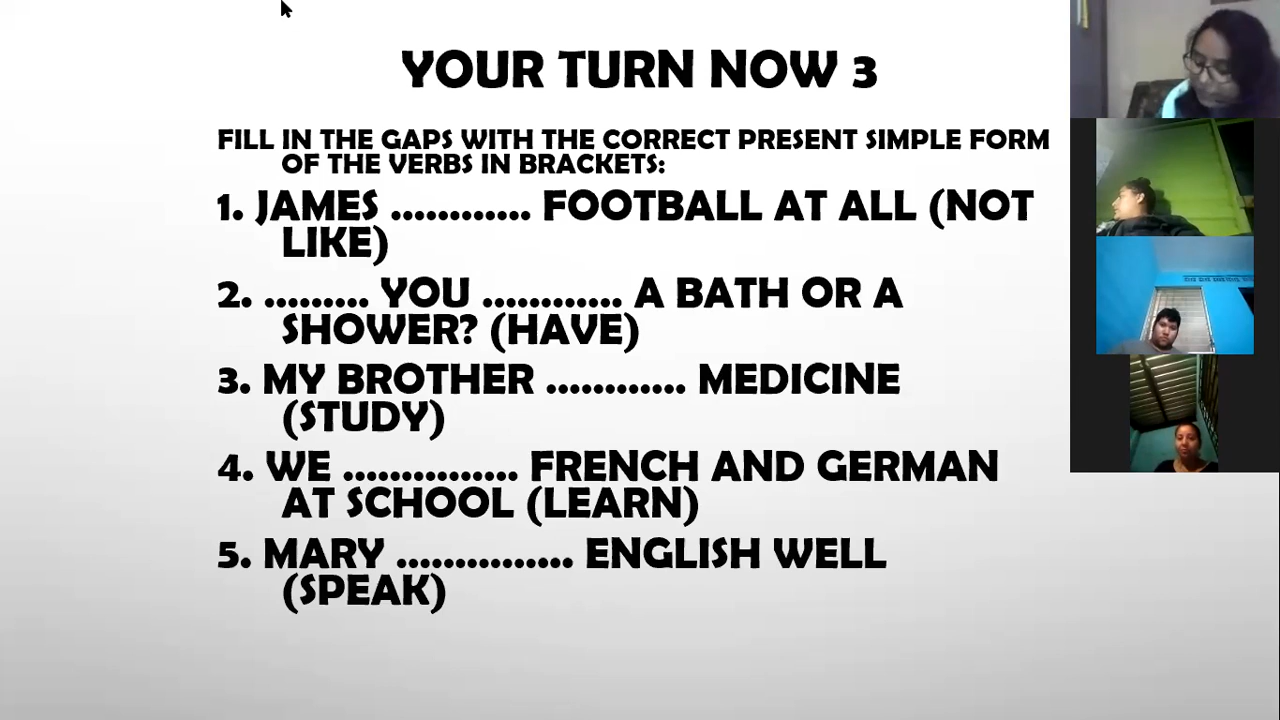 YOUR TURN NOW 3
FILL IN THE GAPS WITH THE CORRECT PRESENT SIMPLE FORM
OF THE VERBS IN BRACKETS:
1. JAMES ............ FOOTBALL AT ALL (NOT
LIKE)
2. ......... YOU ............ A BATH OR A
SHOWER? (HAVE)
3. MY BROTHER ............ MEDICINE
(STUDY)
4. WE ............... FRENCH AND GERMAN
AT SCHOOL (LEARN)
5. MARY ............... ENGLISH WELL
(SPEAK)